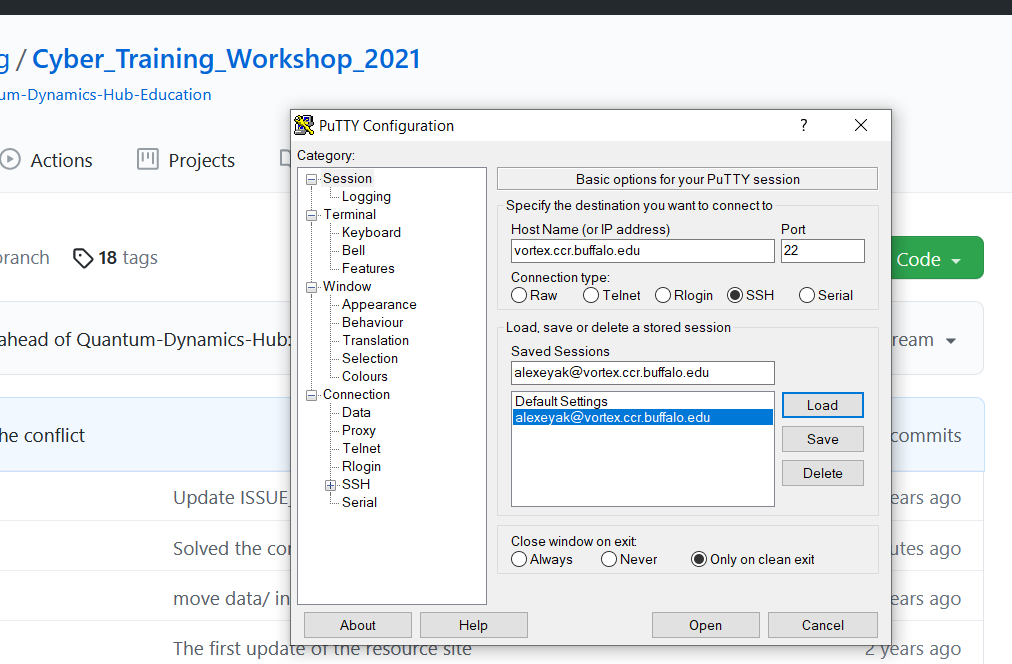 g / Cyber_Training_Workshop_2021
um-Dynamics-Hub-Education
Actions
Projects
branch
18 tags
Code
ahead of Quantum-Dynamics-Hub:
ream
he conflict
commits
Update ISSUE_
ears ago
Solved the con
utes ago
move data/ in
ears ago
The first update of the resource site
2 years ago
PuTTY Configuration
?
Category:
Session
Logging
Terminal
Keyboard
Bell
Features
Window
Appearance
Behaviour
Translation
Selection
Colours
Connection
Data
Proxy
Telnet
Rlogin
SSH
Serial
Basic options for your PuTTY session
Specify the destination you want to connect to
Host Name (or IP address)
Port
vortex.ccr.buffalo.edu
22
Connection type:
Raw
Telnet
Rlogin
SSH
Serial
Load, save or delete a stored session
Saved Sessions
alexeyak@vortex.ccr.buffalo.edu
Default Settings
alexeyak@vortex.ccr.buffalo.edu
Load
Save
Delete
Close window on exit:
Always
Never
Only on clean exit
About
Help
Open
Cancel